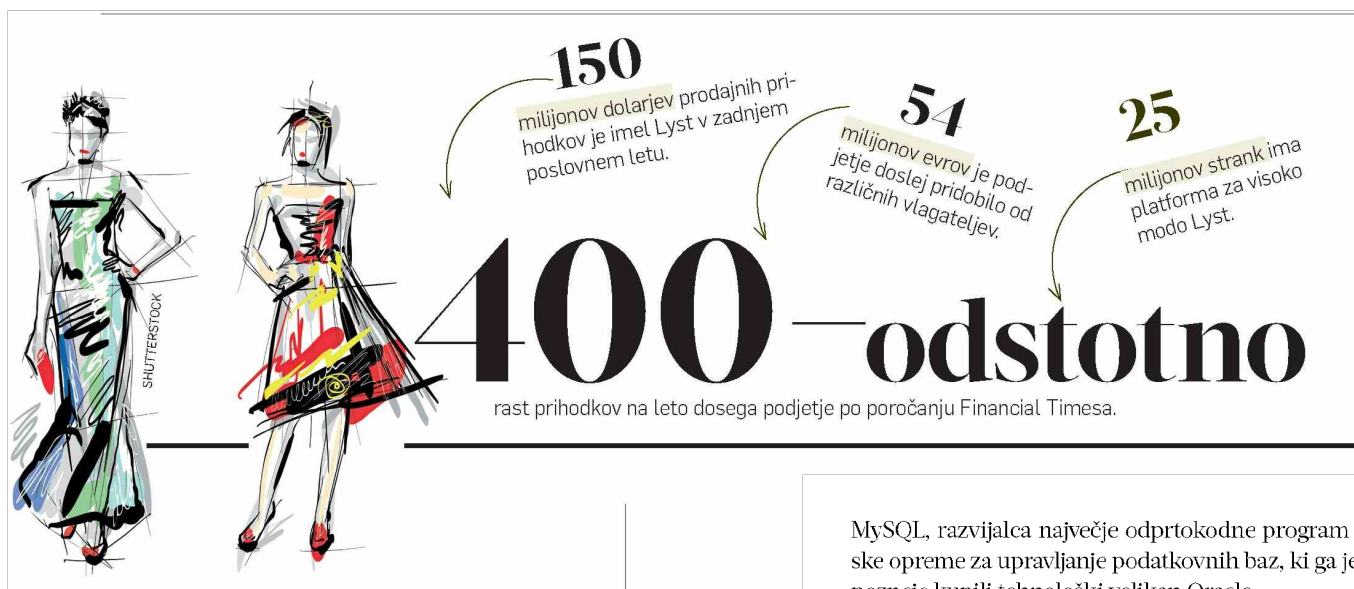 150
milijonov dolarjev prodajnih pri-
hodkov je imel Lyst v zadnjem
poslovnem letu.
54
milijonov evrov je pod-
jetje doslej pridobilo od
različnih vlagateljev.
25
milijonov strank ima
platforma za visoko
modo Lyst.
400-odstotno
rast prihodkov na leto dosega podjetje po poročanju Financial Timesa.
SHUTTERSTOCK
MySQL, razvijalca največje odprtokodne program
ske opreme za upravljanje podatkovnih baz, ki ga je